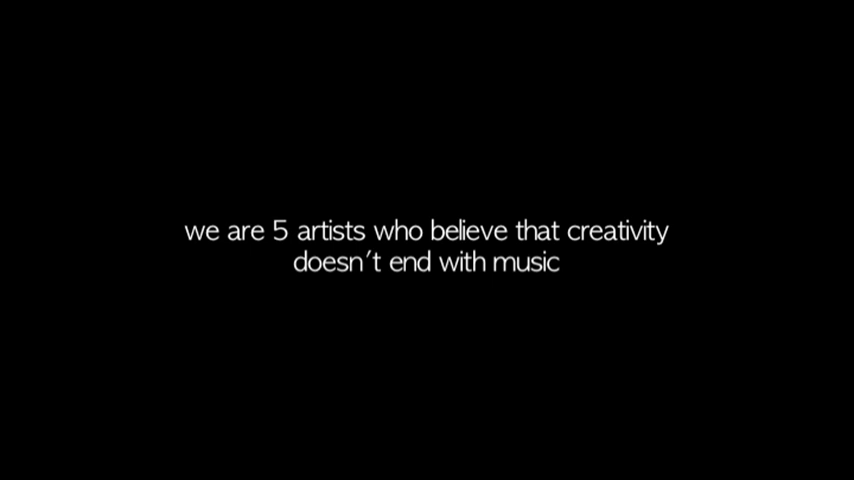 we are 5 artists who believe that creativity
doesn't end with music